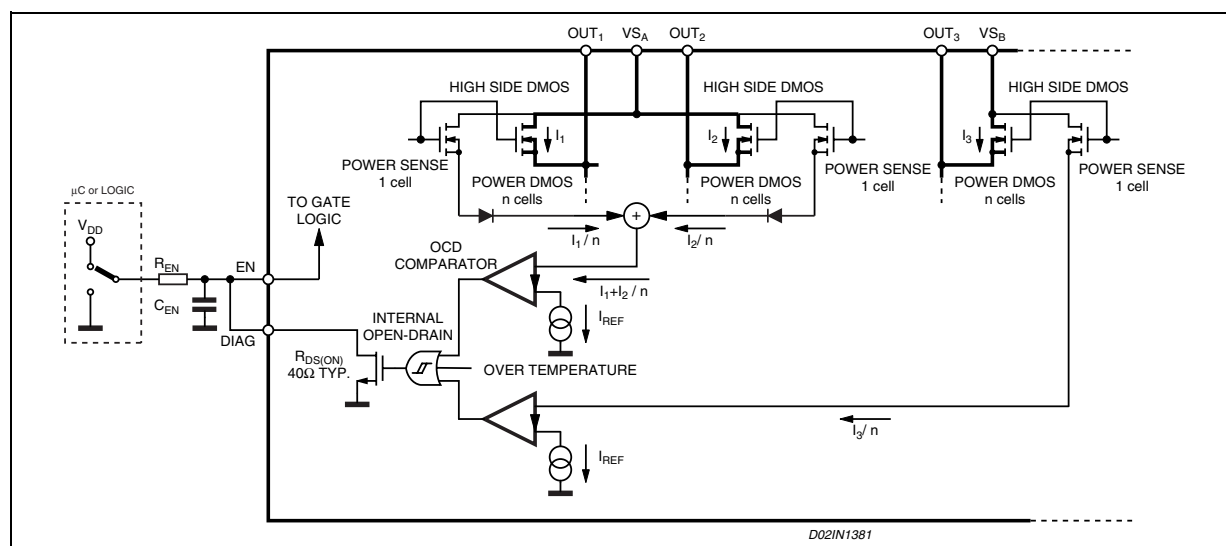 OUT1 VSA OUT2 OUT3 VSB
HIGH SIDE DMOS
HIGH SIDE DMOS
HIGH SIDE DMOS
I1
I2
I3
POWER SENSE
1 cell
POWER DMOS
n cells
POWER DMOS
n cells
POWER SENSE
1 cell
POWER DMOS
n cells
POWER SENSE
1 cell
μC or LOGIC
VDD
REN
CEN
TO GATE
LOGIC
EN
DIAG
+
I1 / n
I2 / n
OCD
COMPARATOR
I1+I2 / n
IREF
INTERNAL
OPEN-DRAIN
RDS(ON)
40Ω TYP.
OVER TEMPERATURE
I3/ n
IREF
D02IN1381